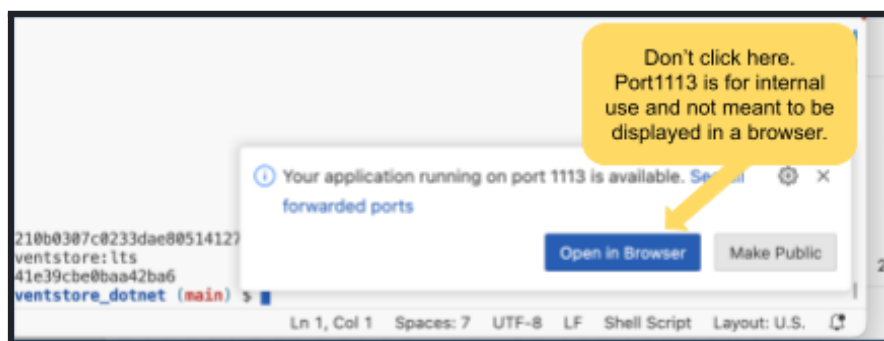 Don't click here.
Port1113 is for internal
use and not meant to be
displayed in a browser.
Your application running on port 1113 is available.
forwarded ports
Open in Browser
Make Public
210b0307c0233dae80514127
ventstore:lts
41e39cbe0baa42ba6
ventstore_dotnet (main) $
2
Ln 1, Col 1 Spaces: 7 UTF-8 LF Shell Script Layout: U.S.